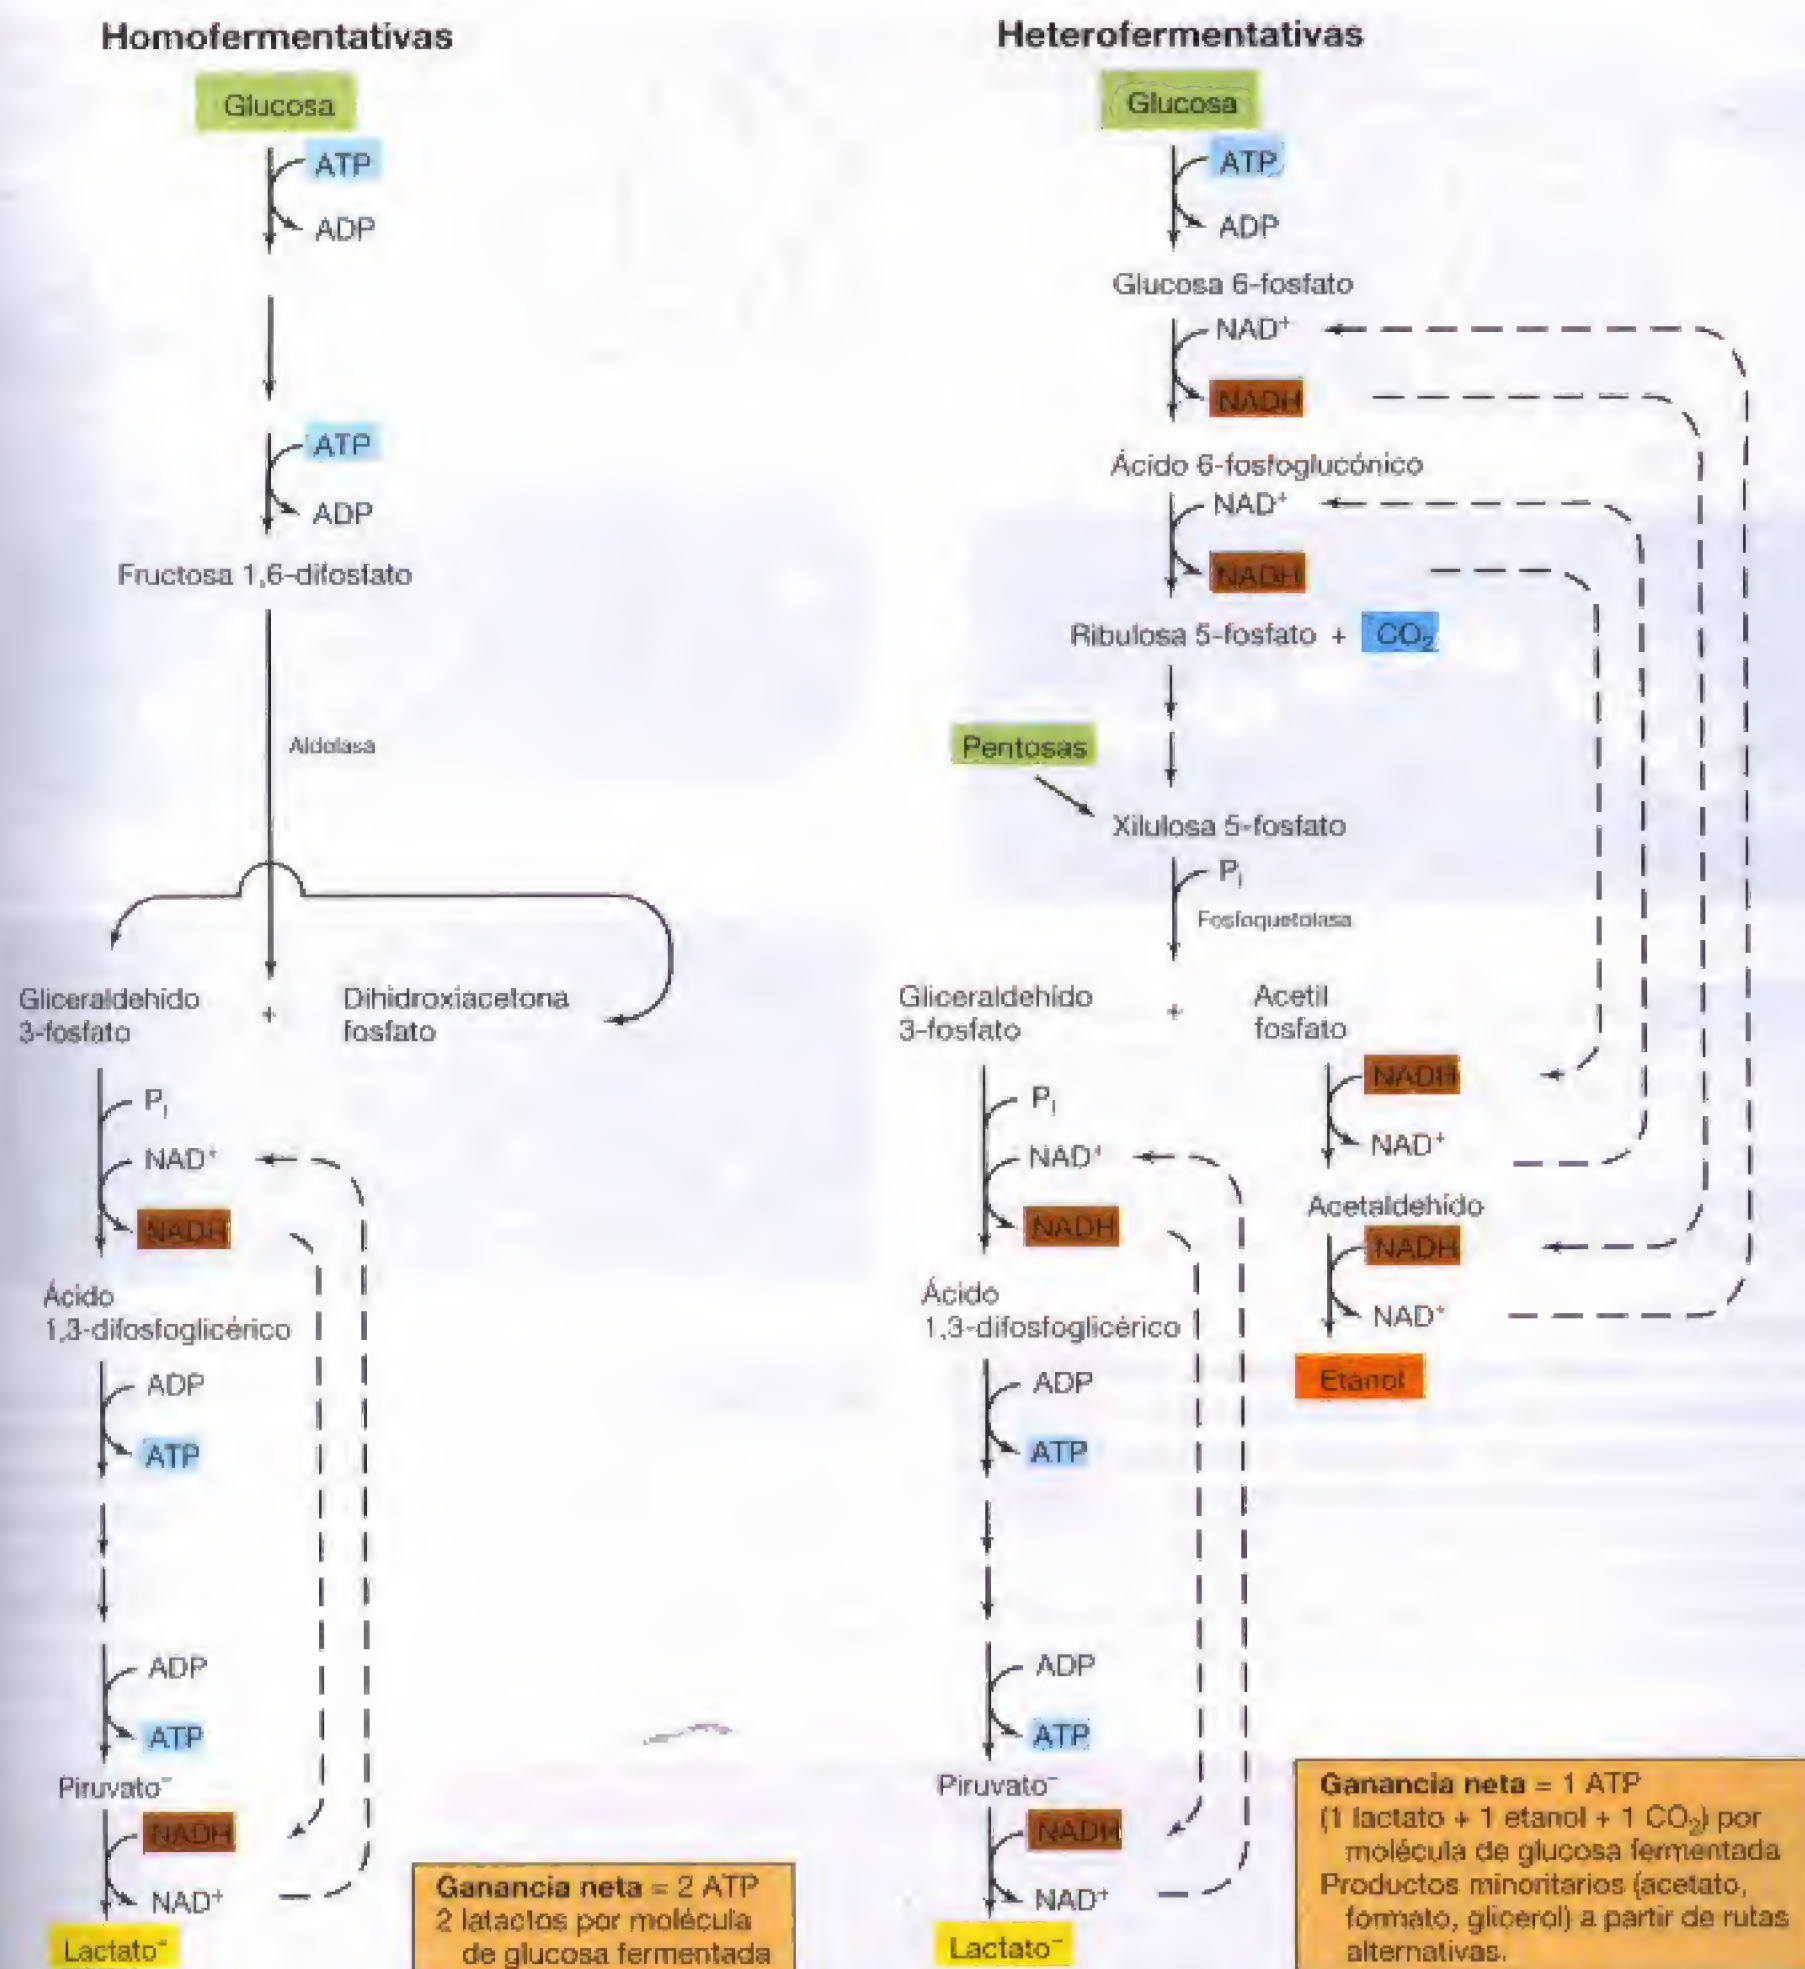 Homofermentativas
Glucosa
ATP
ADP
ATP
ADP
Fructosa 1,6-difosfato
Aldolasa
Gliceraldehído
3-fosfato
+
Dihidroxiacetona
fosfato
Pi
NAD⁺
NADH
Ácido
1,3-difosfoglicérico
ADP
ATP
ADP
ATP
Piruvato⁻
NADH
NAD⁺
Lactato⁻
Ganancia neta = 2 ATP
2 latactos por molécula
de glucosa fermentada
Heterofermentativas
Glucosa
ATP
ADP
Glucosa 6-fosfato
NAD⁺
NADH
Ácido 6-fosfoglucónico
NAD⁺
NADH
Ribulosa 5-fosfato + CO₂
Pentosas
Xilulosa 5-fosfato
Pi
Fosfoquetolasa
Gliceraldehído
3-fosfato
+
Acetil
fosfato
NADH
NAD⁺
Acetaldehído
NADH
NAD⁺
Etanol
Pi
NAD⁺
NADH
Ácido
1,3-difosfoglicérico
ADP
ATP
ADP
ATP
Piruvato⁻
NADH
NAD⁺
Lactato⁻
Ganancia neta = 1 ATP
(1 lactato + 1 etanol + 1 CO₂) por
molécula de glucosa fermentada
Productos minoritarios (acetato,
formato, glicerol) a partir de rutas
alternativas.